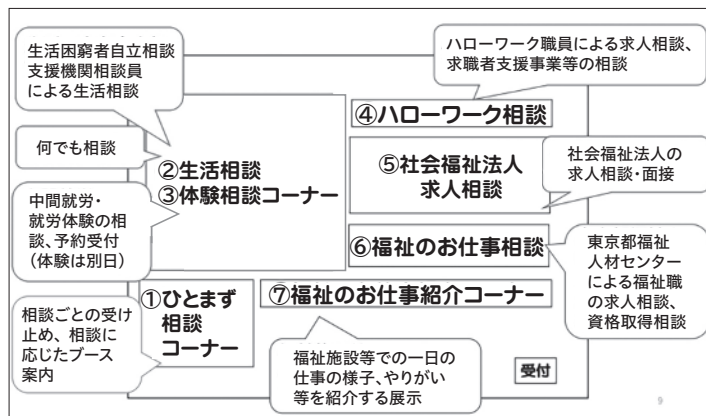 生活困窮者自立相談
支援機関相談員
による生活相談
ハローワーク職員による求人相談、
求職者支援事業等の相談
何でも相談
④ハローワーク相談
②生活相談
③体験相談コーナー
⑤社会福祉法人
求人相談
社会福祉法人の
求人相談・面接
中間就労・
就労体験の相
談、予約受付
(体験は別日)
⑥福祉のお仕事相談
東京都福祉
人材センター
による福祉職
の求人相談、
資格取得相談
①ひとまず
相談
コーナー
⑦福祉のお仕事紹介コーナー
相談ごとの受け
止め、相談に
応じたブース
案内
福祉施設等での一日の
仕事の様子、やりがい
等を紹介する展示
受付
9